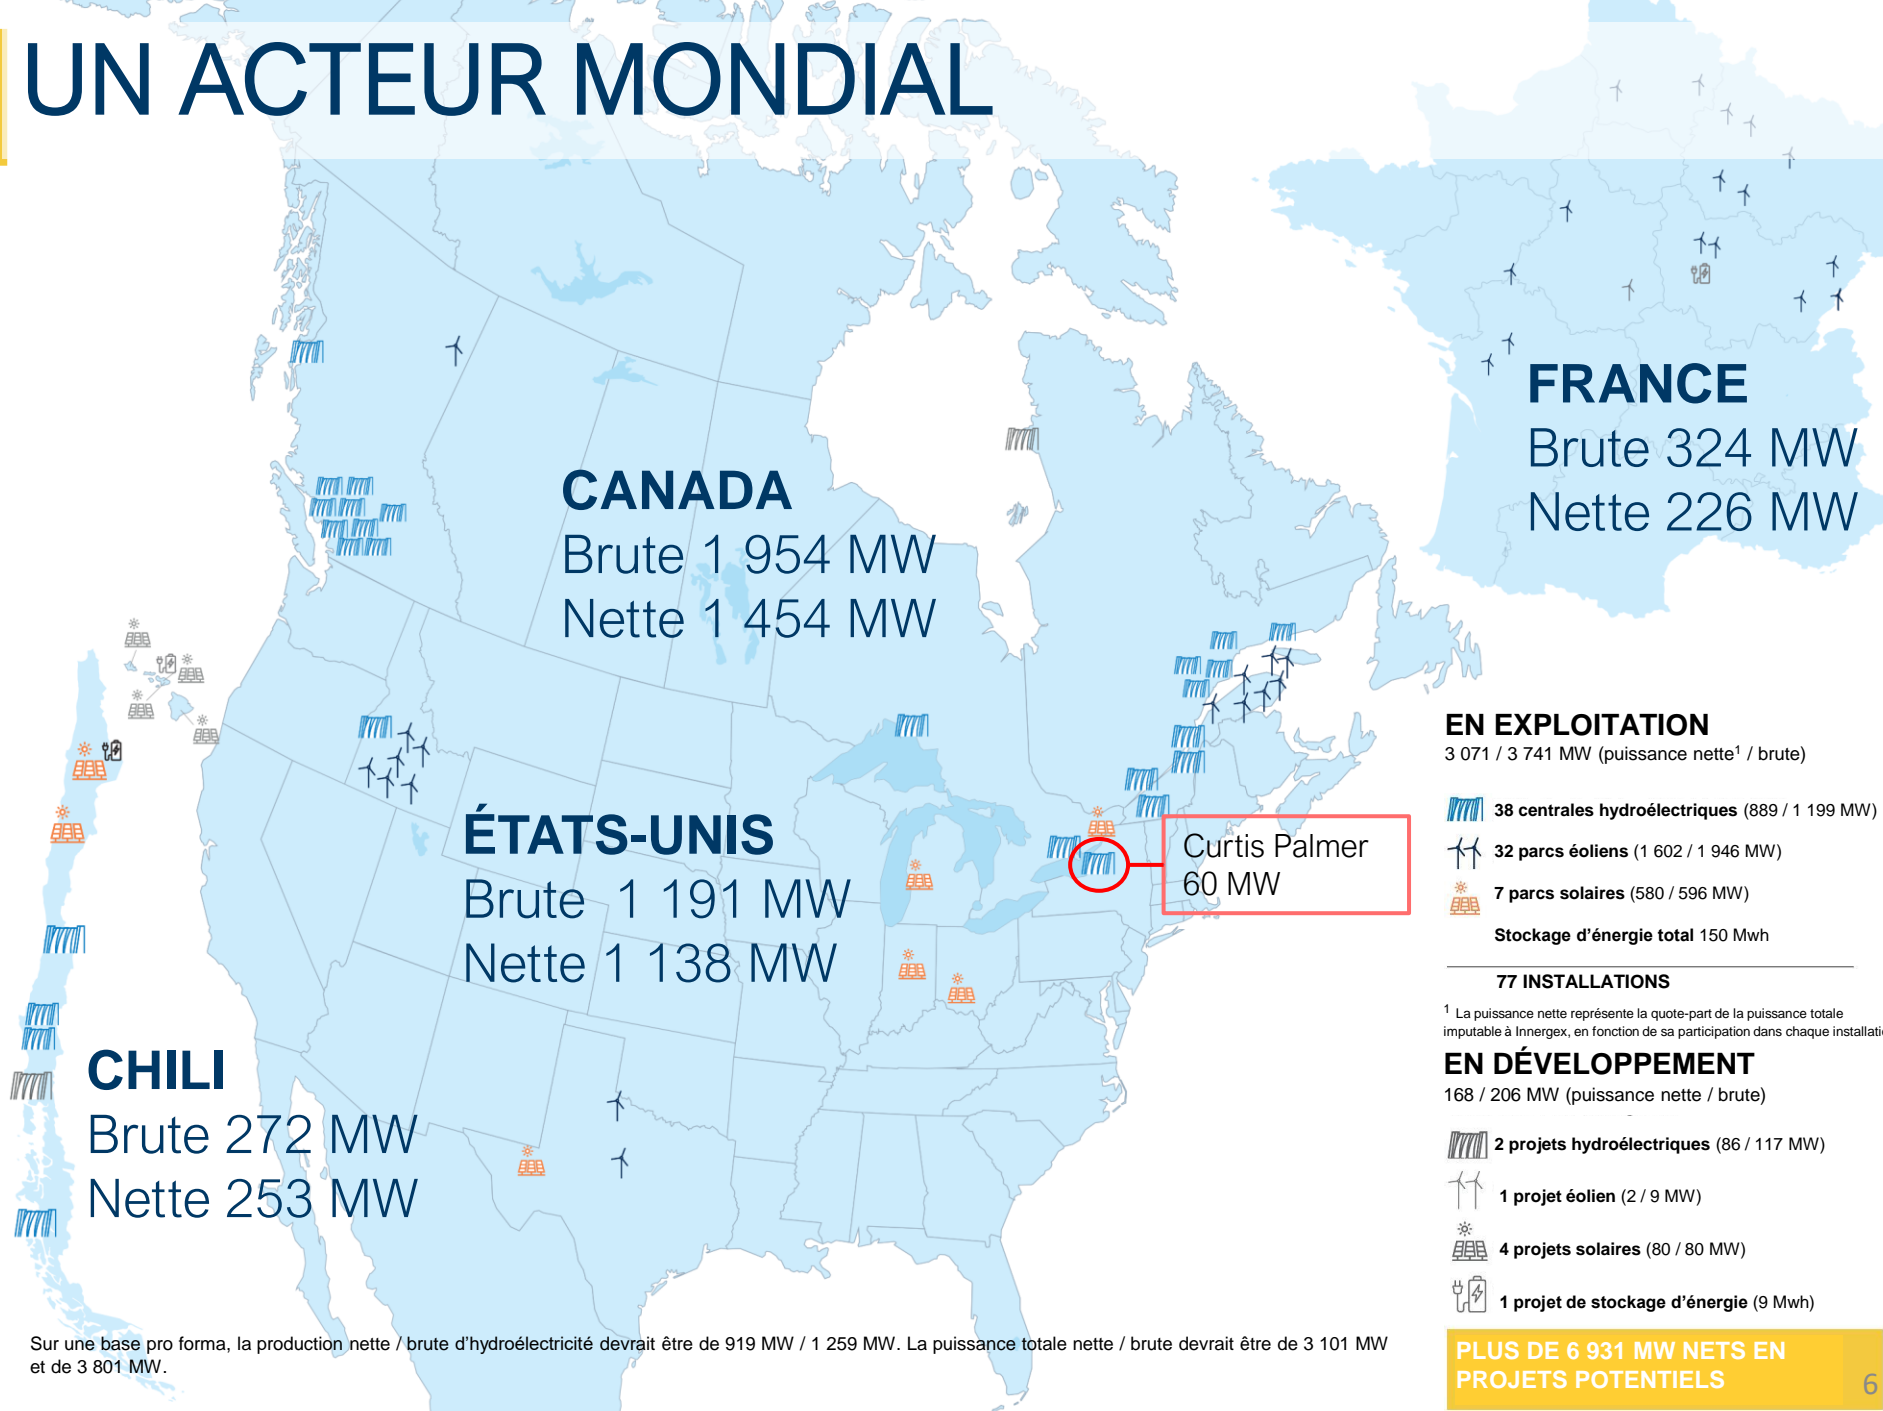 UN ACTEUR MONDIAL
FRANCE
Brute 324 MW
Nette 226 MW
CANADA
Brute 1 954 MW
Nette 1 454 MW
ÉTATS-UNIS
Brute 1 191 MW
Nette 1 138 MW
Curtis Palmer
60 MW
CHILI
Brute 272 MW
Nette 253 MW
EN EXPLOITATION
3 071 / 3 741 MW (puissance nette¹ / brute)
38 centrales hydroélectriques (889 / 1 199 MW)
32 parcs éoliens (1 602 / 1 946 MW)
7 parcs solaires (580 / 596 MW)
Stockage d’énergie total 150 Mwh
77 INSTALLATIONS
¹ La puissance nette représente la quote-part de la puissance totale
imputable à Innergex, en fonction de sa participation dans chaque installati
EN DÉVELOPPEMENT
168 / 206 MW (puissance nette / brute)
2 projets hydroélectriques (86 / 117 MW)
1 projet éolien (2 / 9 MW)
4 projets solaires (80 / 80 MW)
1 projet de stockage d’énergie (9 Mwh)
Sur une base pro forma, la production nette / brute d’hydroélectricité devrait être de 919 MW / 1 259 MW. La puissance totale nette / brute devrait être de 3 101 MW
et de 3 801 MW.
PLUS DE 6 931 MW NETS EN
PROJETS POTENTIELS
6